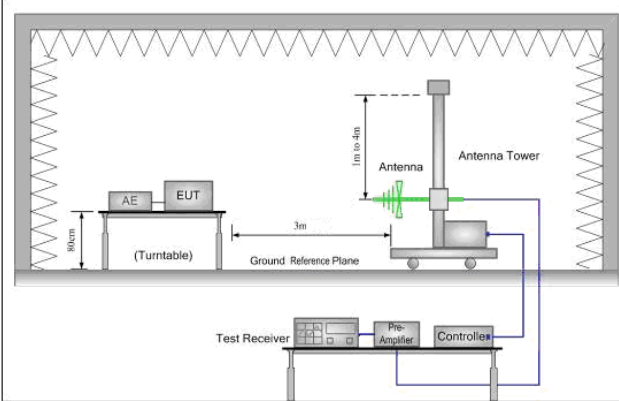 1m to 4m
Antenna
Antenna Tower
AE
EUT
80cm
(Turntable)
3m
Ground Reference Plane
Test Receiver
Pre-
Amplifier
Controller